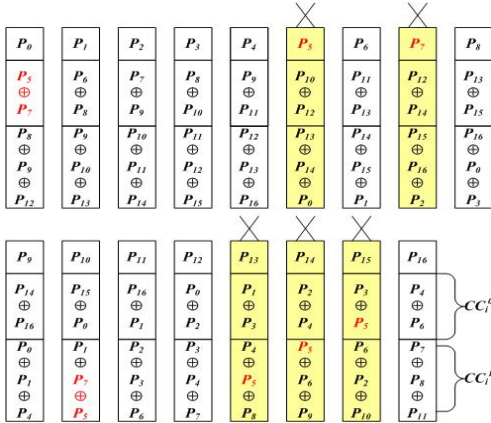 P₀ P₁ P₂ P₃ P₄ P₅ P₆ P₇ P₈
P₅ P₆ P₇ P₈ P₉ P₁₀ P₁₁ P₁₂ P₁₃
⊕ ⊕ ⊕ ⊕ ⊕ ⊕ ⊕ ⊕ ⊕
P₇ P₈ P₉ P₁₀ P₁₁ P₁₂ P₁₃ P₁₄ P₁₅
P₈ P₉ P₁₀ P₁₁ P₁₂ P₁₃ P₁₄ P₁₅ P₁₆
⊕ ⊕ ⊕ ⊕ ⊕ ⊕ ⊕ ⊕ ⊕
P₉ P₁₀ P₁₁ P₁₂ P₁₃ P₁₄ P₁₅ P₁₆ P₀
⊕ ⊕ ⊕ ⊕ ⊕ ⊕ ⊕ ⊕ ⊕
P₁₂ P₁₃ P₁₄ P₁₅ P₁₆ P₀ P₁ P₂ P₃
P₉ P₁₀ P₁₁ P₁₂ P₁₃ P₁₄ P₁₅ P₁₆
P₁₄ P₁₅ P₁₆ P₀ P₁ P₂ P₃ P₄
⊕ ⊕ ⊕ ⊕ ⊕ ⊕ ⊕ ⊕ CCᵢ
P₁₆ P₀ P₁ P₂ P₃ P₄ P₅ P₆
P₀ P₁ P₂ P₃ P₄ P₅ P₆ P₇
⊕ ⊕ ⊕ ⊕ ⊕ ⊕ ⊕ ⊕
P₁ P₇ P₃ P₄ P₅ P₆ P₂ P₈ CCᵢ
⊕ ⊕ ⊕ ⊕ ⊕ ⊕ ⊕ ⊕
P₄ P₅ P₆ P₇ P₈ P₉ P₁₀ P₁₁